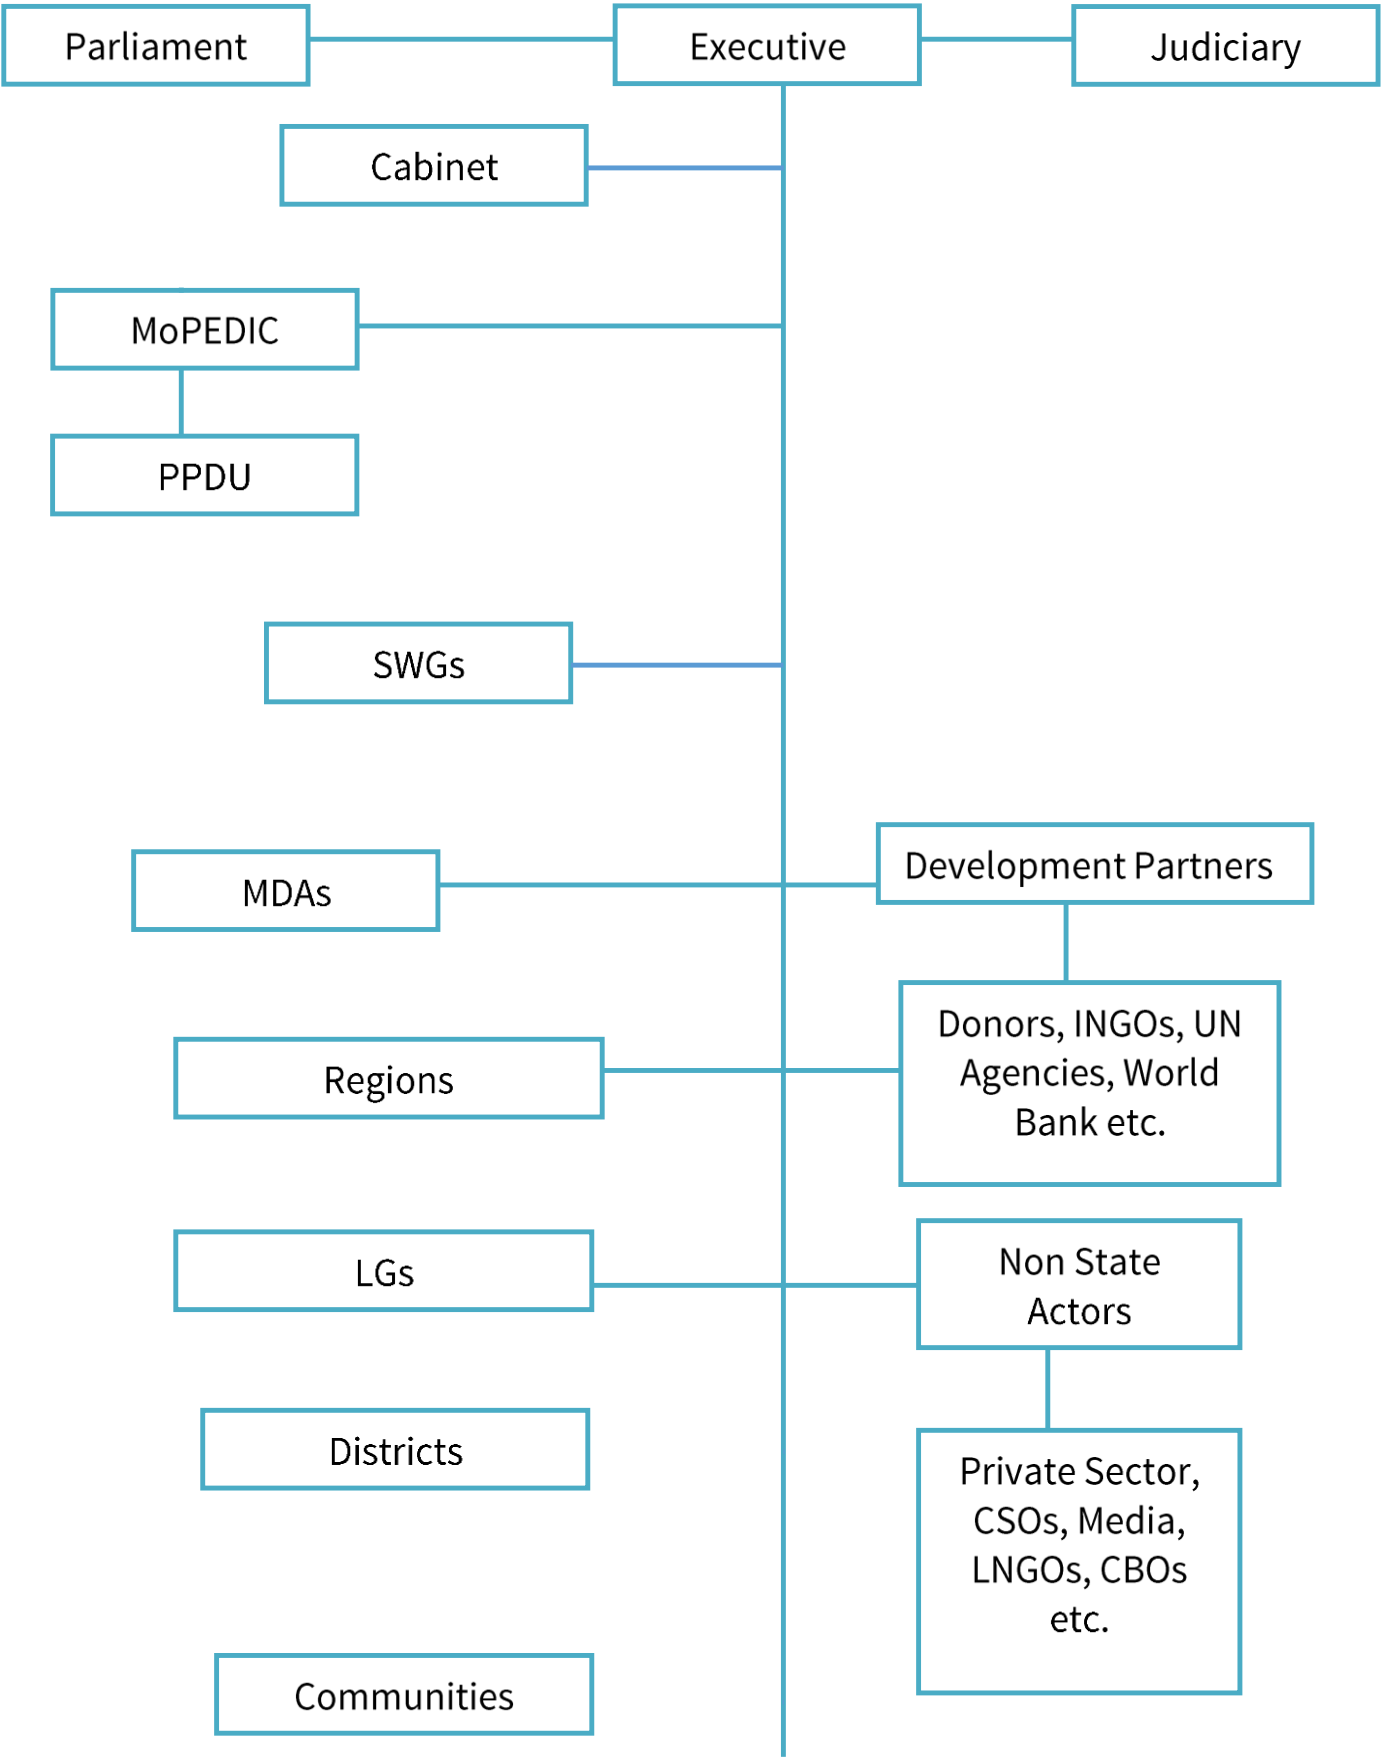 Parliament
Executive
Judiciary
Cabinet
MoPEDIC
PPDU
SWGs
Development Partners
MDAs
Donors, INGOs, UN
Agencies, World
Bank etc.
Regions
Non State
Actors
LGs
Districts
Private Sector,
CSOs, Media,
LNGOs, CBOs
etc.
Communities